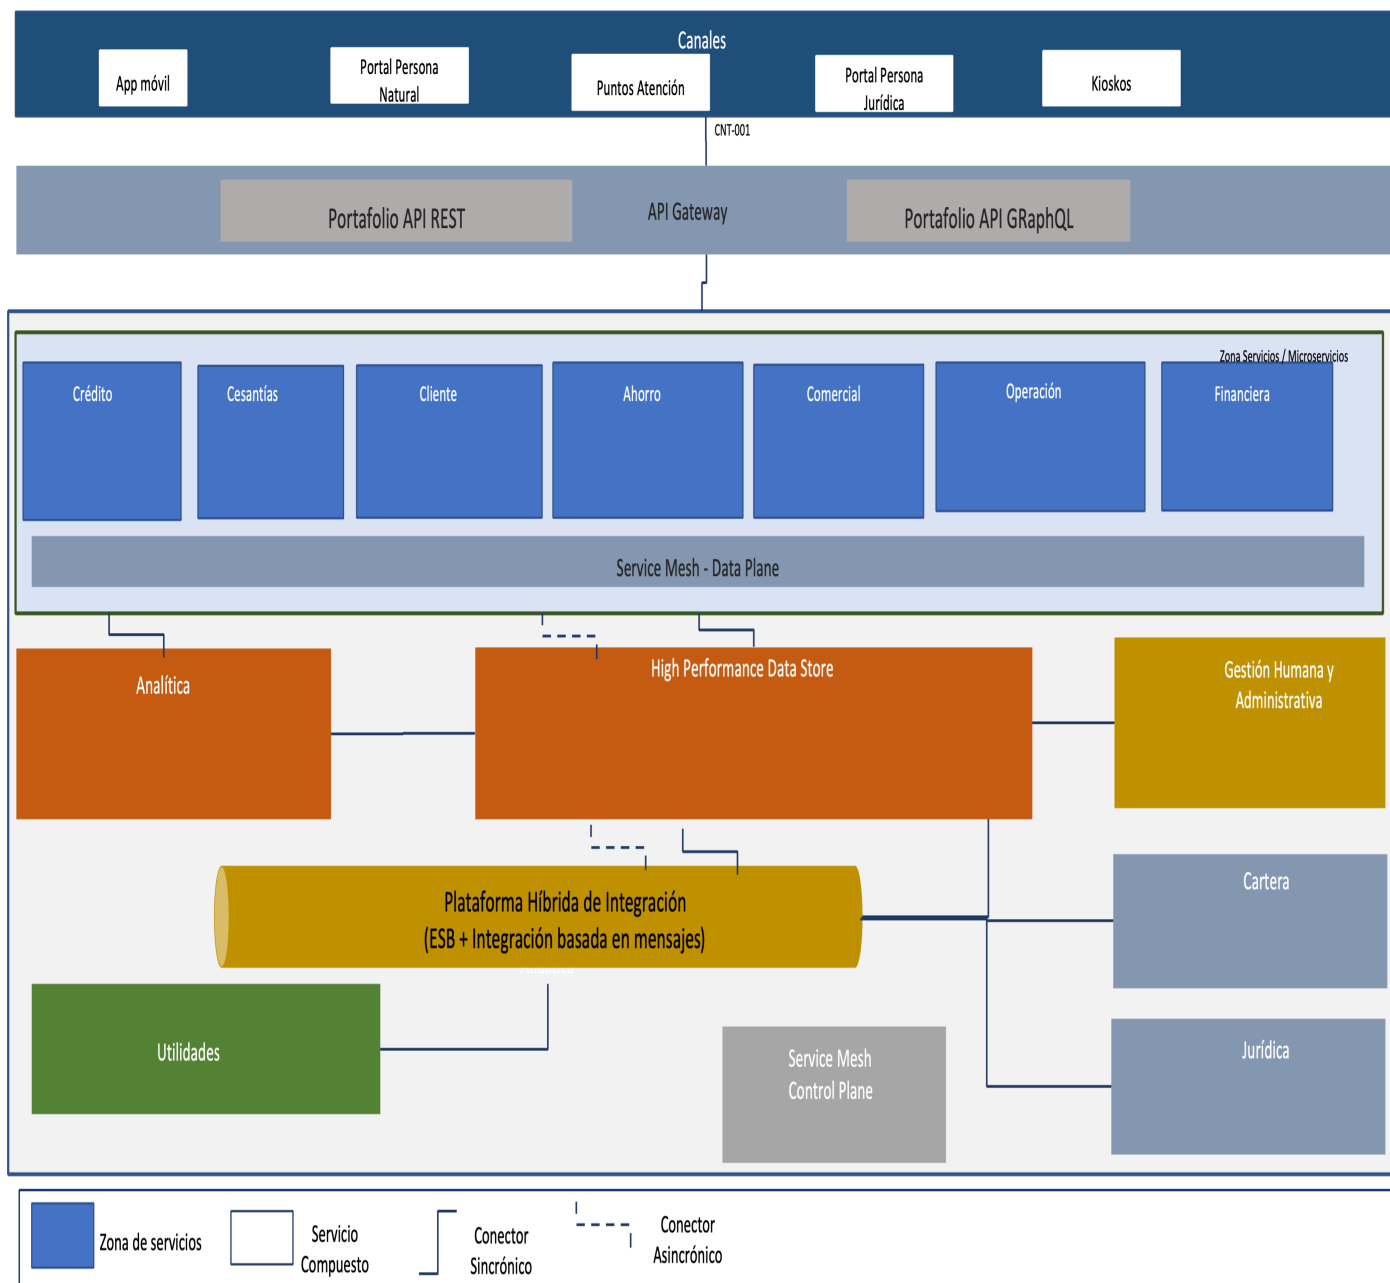 Canales
App móvil
Portal Persona
Natural
Puntos Atención
Portal Persona
Jurídica
Kioskos
CNT-001
Portafolio API REST
API Gateway
Portafolio API GRaphQL
Zona Servicios / Microservicios
Crédito
Cesantías
Cliente
Ahorro
Comercial
Operación
Financiera
Service Mesh - Data Plane
Analítica
High Performance Data Store
Gestión Humana y
Administrativa
Plataforma Híbrida de Integración
(ESB + Integración basada en mensajes)
Analítica
Cartera
Utilidades
Service Mesh
Control Plane
Jurídica
Zona de servicios
Servicio
Compuesto
Conector
Sincrónico
Conector
Asincrónico